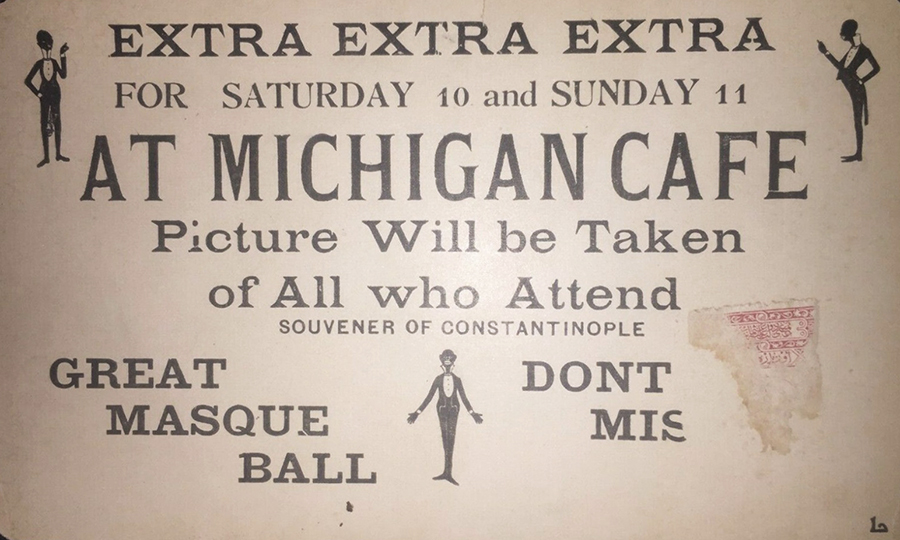 EXTRA EXTRA EXTRA
FOR SATURDAY 10 and SUNDAY 11
AT MICHIGAN CAFE
Picture Will be Taken
of All who Attend
SOUVENER OF CONSTANTINOPLE
GREAT
MASQUE
BALL
DONT
MIS